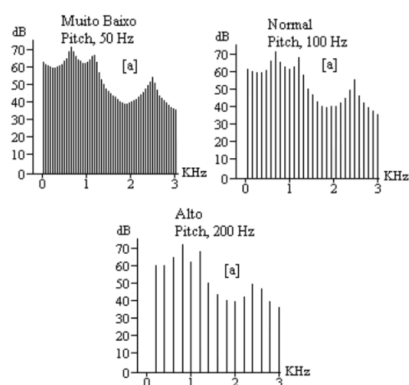 Muito Baixo
Pitch, 50 Hz
dB
[a]
70
60
50
40
30
20
10
0
0 1 2 3 KHz
Normal
Pitch, 100 Hz
dB
[a]
70
60
50
40
30
20
10
0
0 1 2 3 KHz
Alto
Pitch, 200 Hz
dB
[a]
70
60
50
40
30
20
10
0
0 1 2 3 KHz